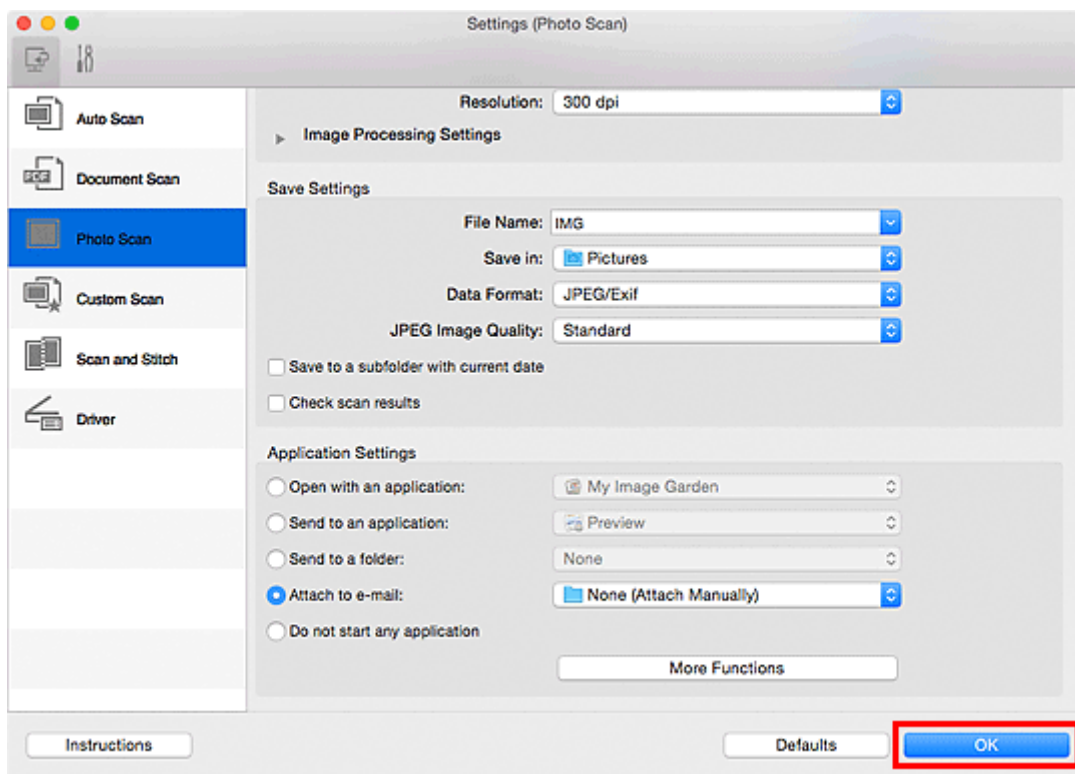 Settings (Photo Scan)
Auto Scan
Document Scan
Photo Scan
Custom Scan
Scan and Stitch
Driver
Resolution: 300 dpi
Image Processing Settings
Save Settings
File Name: IMG
Save in: Pictures
Data Format: JPEG/Exif
JPEG Image Quality: Standard
Save to a subfolder with current date
Check scan results
Application Settings
Open with an application: My Image Garden
Send to an application: Preview
Send to a folder: None
Attach to e-mail: None (Attach Manually)
Do not start any application
More Functions
Instructions Defaults OK